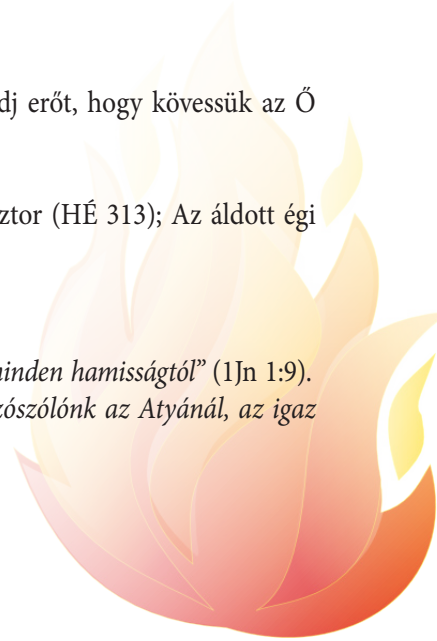 dj erőt, hogy kövessük az Ő
ztor (HÉ 313); Az áldott égi
minden hamisságtól” (1Jn 1:9).
zószólónk az Atyánál, az igaz